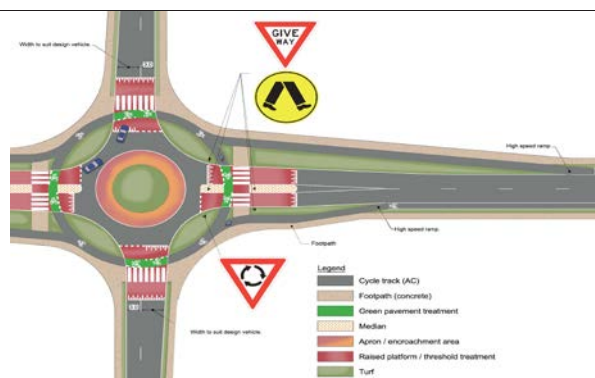 GIVE
WAY
Width to suit design vehicle
High speed ramp
High speed ramp
Footpath
Width to suit design vehicle
Legend
Cycle track (AC)
Footpath (concrete)
Green pavement treatment
Median
Apron / encroachment area
Raised platform / threshold treatment
Turf